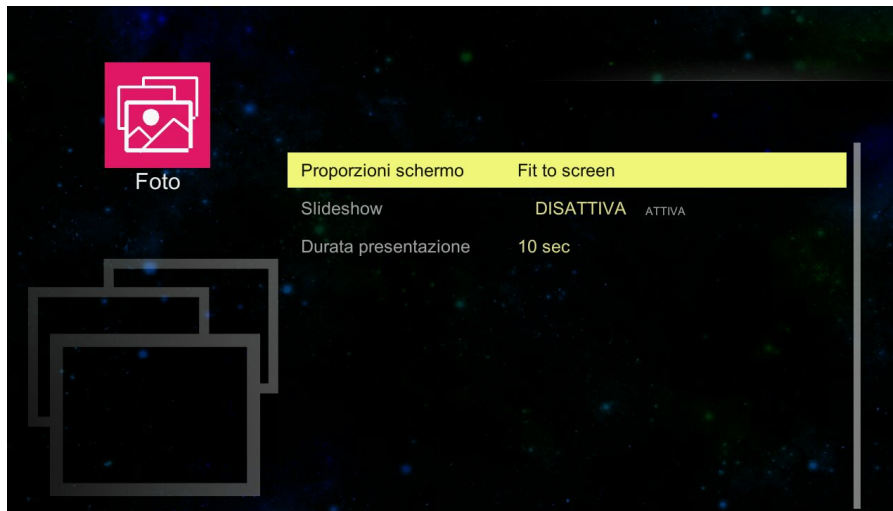 Foto
Proporzioni schermo Fit to screen
Slideshow DISATTIVA ATTIVA
Durata presentazione 10 sec